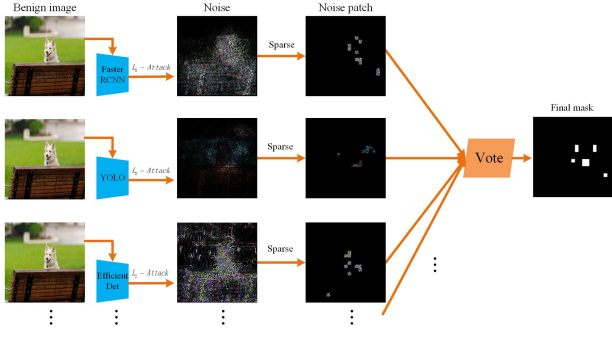 Benign image
Noise
Noise patch
Faster
RCNN
L₂ - Attack
Sparse
Final mask
YOLO
L₂ - Attack
Sparse
Vote
Efficient
Det
L₂ - Attack
Sparse